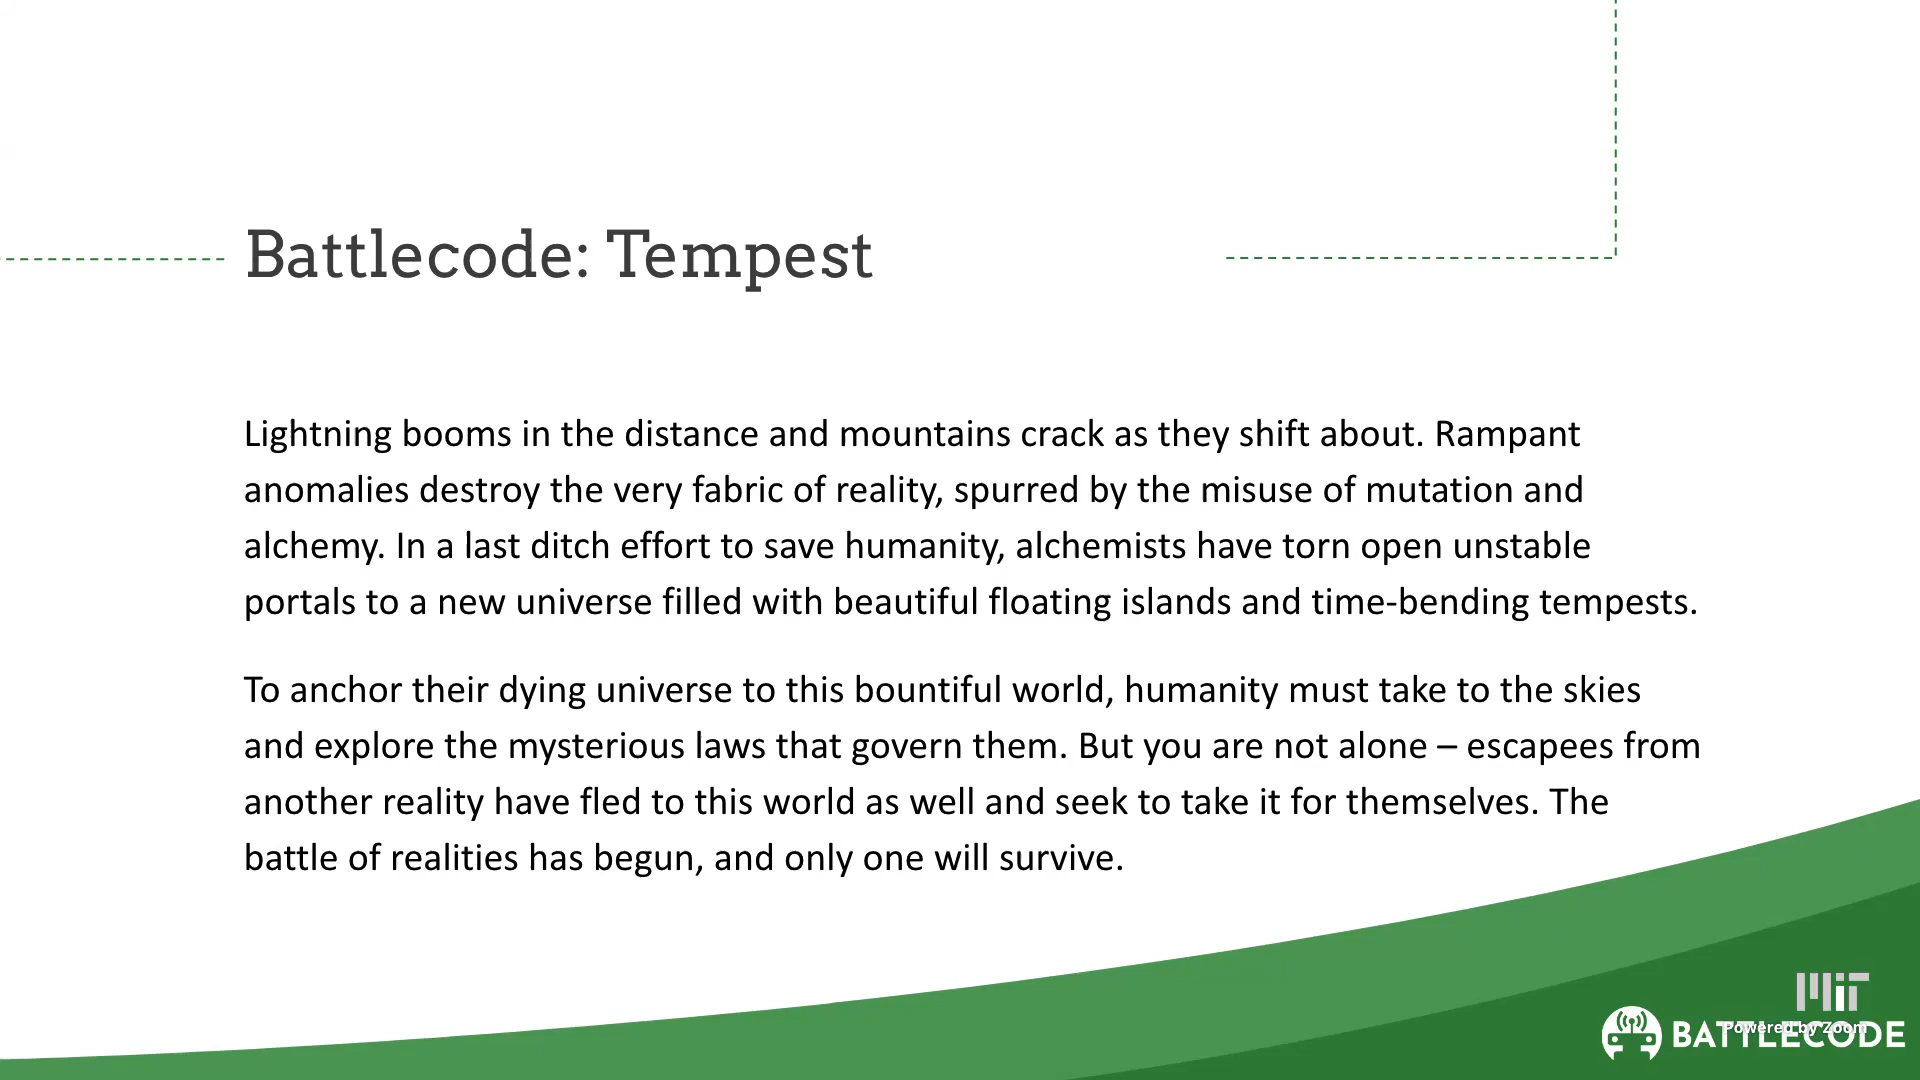 Battlecode: Tempest
Lightning booms in the distance and mountains crack as they shift about. Rampant
anomalies destroy the very fabric of reality, spurred by the misuse of mutation and
alchemy. In a last ditch effort to save humanity, alchemists have torn open unstable
portals to a new universe filled with beautiful floating islands and time-bending tempests.
To anchor their dying universe to this bountiful world, humanity must take to the skies
and explore the mysterious laws that govern them. But you are not alone – escapees from
another reality have fled to this world as well and seek to take it for themselves. The
battle of realities has begun, and only one will survive.
MIT
Powered by Zoom
BATTLECODE